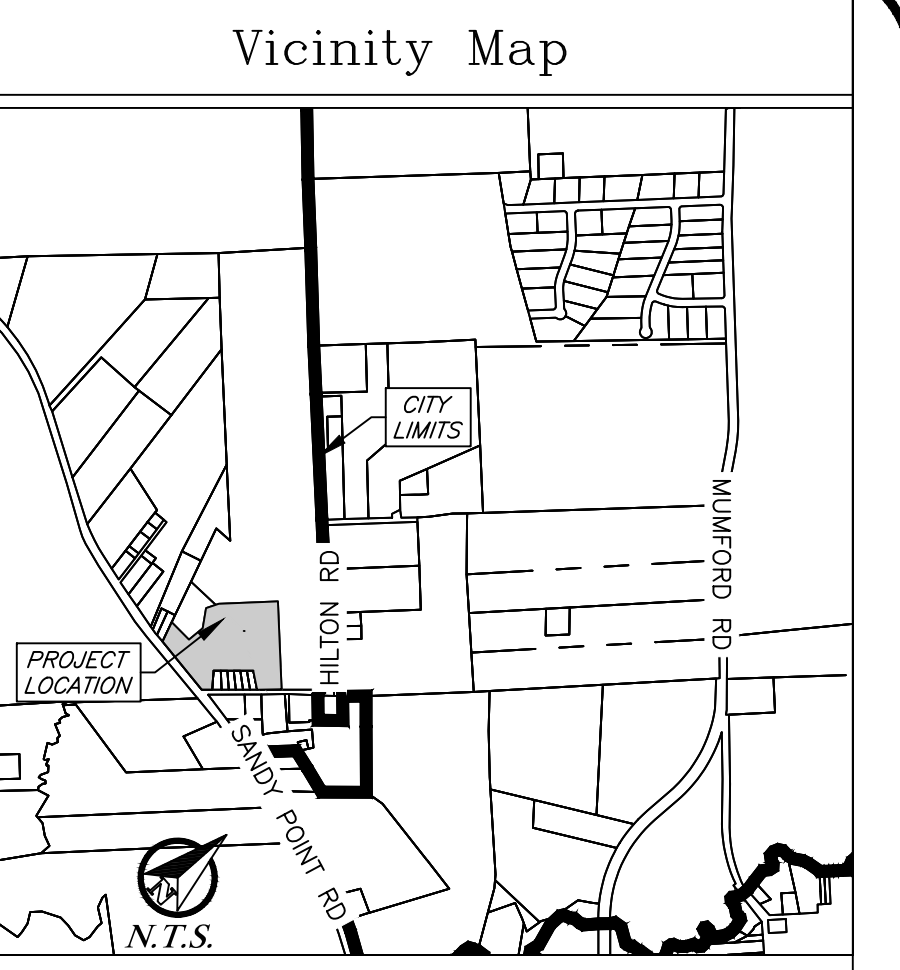 Vicinity Map
CITY
LIMITS
MUMFORD RD
HILTON RD
PROJECT
LOCATION
SANDY POINT RD
N
N.T.S.